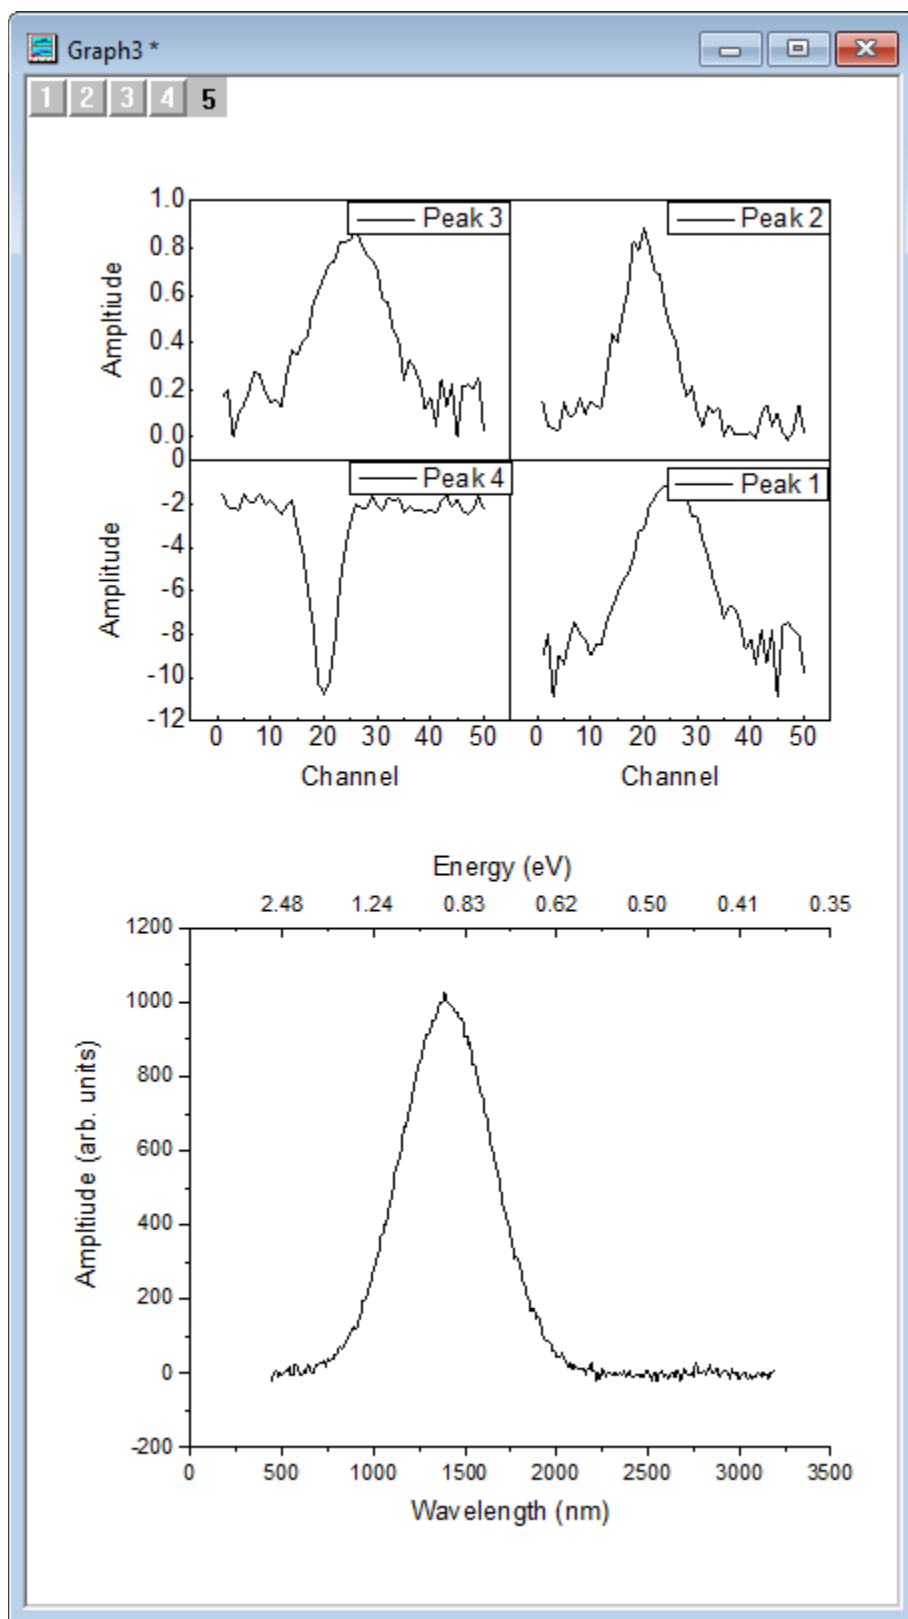 Graph3 *
1 2 3 4 5
1.0
Peak 3
Peak 2
0.8
0.6
0.4
0.2
0.0
Ampltiude
0
Peak 4
Peak 1
-2
-4
-6
-8
-10
-12
Amplitude
0 10 20 30 40 50
0 10 20 30 40 50
Channel
Channel
Energy (eV)
2.48 1.24 0.83 0.62 0.50 0.41 0.35
1200
1000
800
600
400
200
0
-200
Ampltiude (arb. units)
0 500 1000 1500 2000 2500 3000 3500
Wavelength (nm)